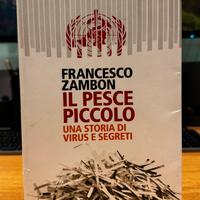 FRANCESCO
ZAMBON
IL PESCE
PICCOLO
UNA STORIA DI
VIRUS E SEGRETI